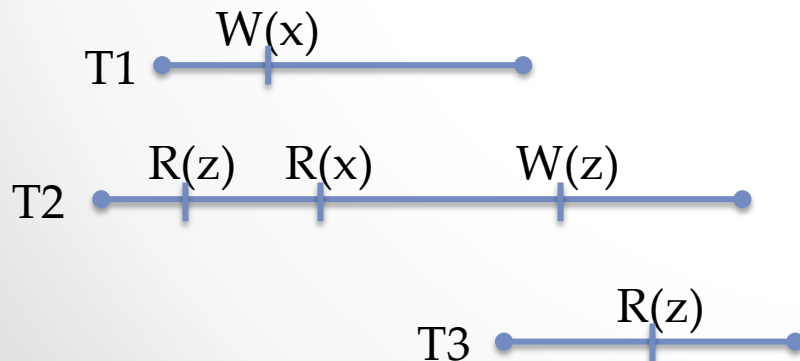 W(x)
T1
R(z) R(x) W(z)
T2
R(z)
T3